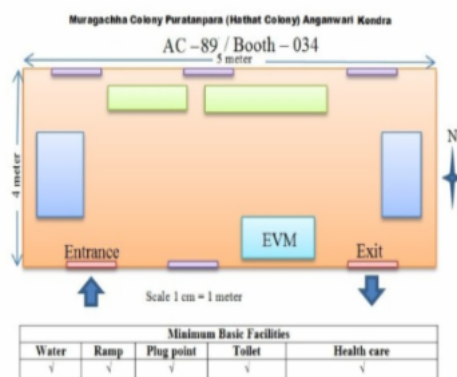 Muragachha Colony Puratanpara (Hathat Colony) Anganwari Kendra
AC -89 / Booth - 034
5 meter
4 meter
N
EVM
Entrance
Exit
Scale 1 cm = 1 meter
Minimum Basic Facilities
Water Ramp Plug point Toilet Health care
√ √ √ √ √